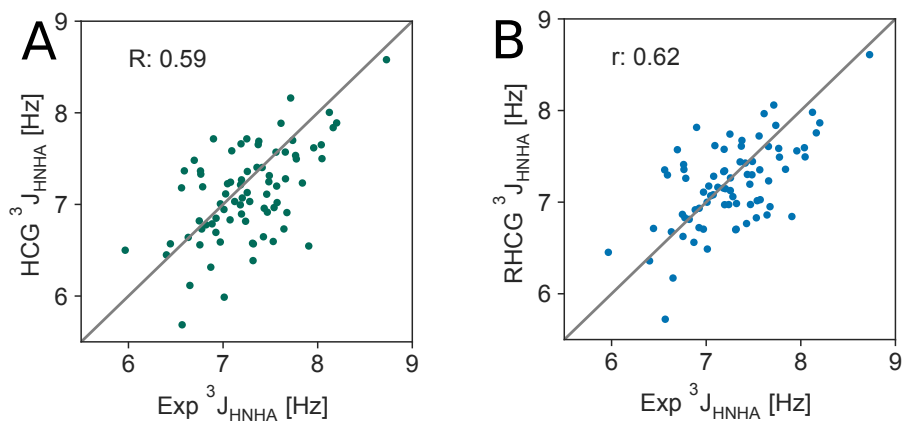 A
R: 0.59
HCG ³J_HNHA [Hz]
9
8
7
6
6 7 8 9
Exp ³J_HNHA [Hz]
B
r: 0.62
RHCG ³J_HNHA [Hz]
9
8
7
6
6 7 8 9
Exp ³J_HNHA [Hz]